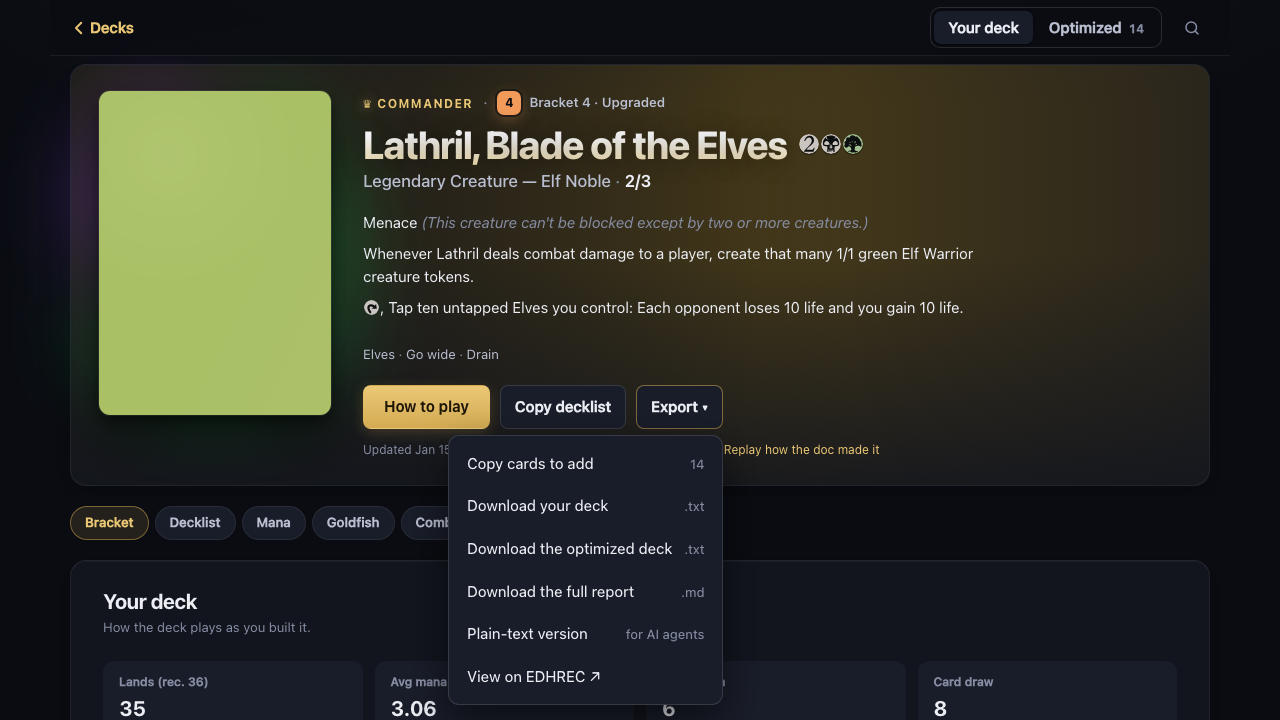 Decks
Your deck
Optimized 14
COMMANDER · 4 Bracket 4 · Upgraded
Lathril, Blade of the Elves 2
Legendary Creature — Elf Noble · 2/3
Menace (This creature can't be blocked except by two or more creatures.)
Whenever Lathril deals combat damage to a player, create that many 1/1 green Elf Warrior
creature tokens.
, Tap ten untapped Elves you control: Each opponent loses 10 life and you gain 10 life.
Elves · Go wide · Drain
How to play
Copy decklist
Export ▾
Updated Jan 15
Replay how the doc made it
Copy cards to add 14
Download your deck .txt
Download the optimized deck .txt
Download the full report .md
Plain-text version for AI agents
View on EDHREC ↗
Bracket
Decklist
Mana
Goldfish
Your deck
How the deck plays as you built it.
Lands (rec. 36)
35
Avg mana
3.06
6
Card draw
8